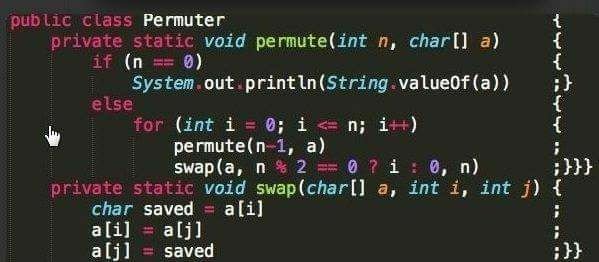 public class Permuter {
private static void permute(int n, char[] a) {
if (n == 0) {
System.out.println(String.valueOf(a)) ;}
else {
for (int i = 0; i <= n; i++) {
permute(n-1, a) ;
swap(a, n % 2 == 0 ? i : 0, n) ;}}}
private static void swap(char[] a, int i, int j) {
char saved = a[i] ;
a[i] = a[j] ;
a[j] = saved ;}}